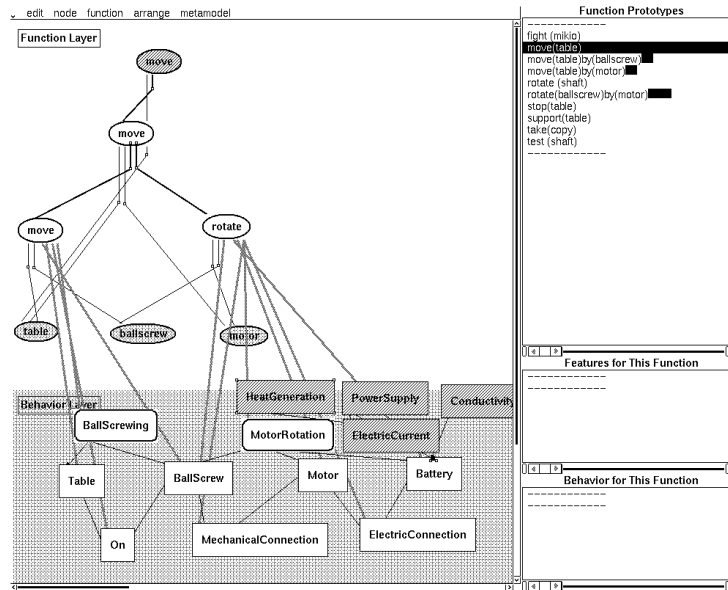 edit node function arrange metamodel
Function Layer
move
move
move
rotate
table
ballscrew
motor
Behavior Layer
HeatGeneration
PowerSupply
Conductivity
BallScrewing
MotorRotation
ElectricCurrent
Table
BallScrew
Motor
Battery
On
MechanicalConnection
ElectricConnection
Function Prototypes
-------------
fight (mikio)
move(table)
move(table)by(ballscrew)
move(table)by(motor)
rotate (shaft)
rotate(ballscrew)by(motor)
stop(table)
support(table)
take(copy)
test (shaft)
-------------
Features for This Function
-------------
-------------
Behavior for This Function
-------------
-------------